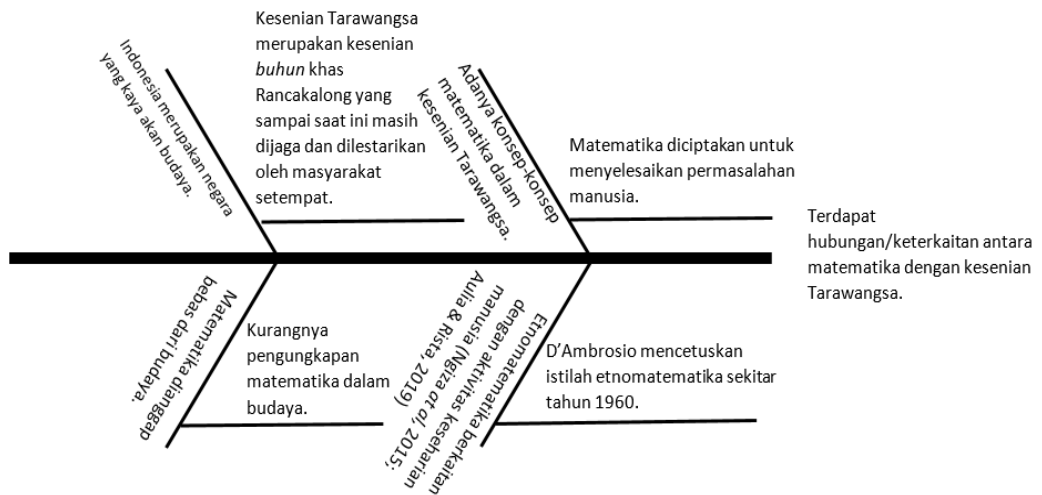 Indonesia merupakan negara
yang kaya akan budaya.
Kesenian Tarawangsa
merupakan kesenian
buhun khas
Rancakalong yang
sampai saat ini masih
dijaga dan dilestarikan
oleh masyarakat
setempat.
Adanya konsep-konsep
matematika dalam
kesenian Tarawangsa.
Matematika diciptakan untuk
menyelesaikan permasalahan
manusia.
Terdapat
hubungan/keterkaitan antara
matematika dengan kesenian
Tarawangsa.
Matematika dianggap
bebas dari budaya.
Kurangnya
pengungkapan
matematika dalam
budaya.
Etnomatematika berkaitan
dengan aktivitas keseharian
manusia (Ngiza at al, 2015;
Aulia & Rista, 2019)
D’Ambrosio mencetuskan
istilah etnomatematika sekitar
tahun 1960.